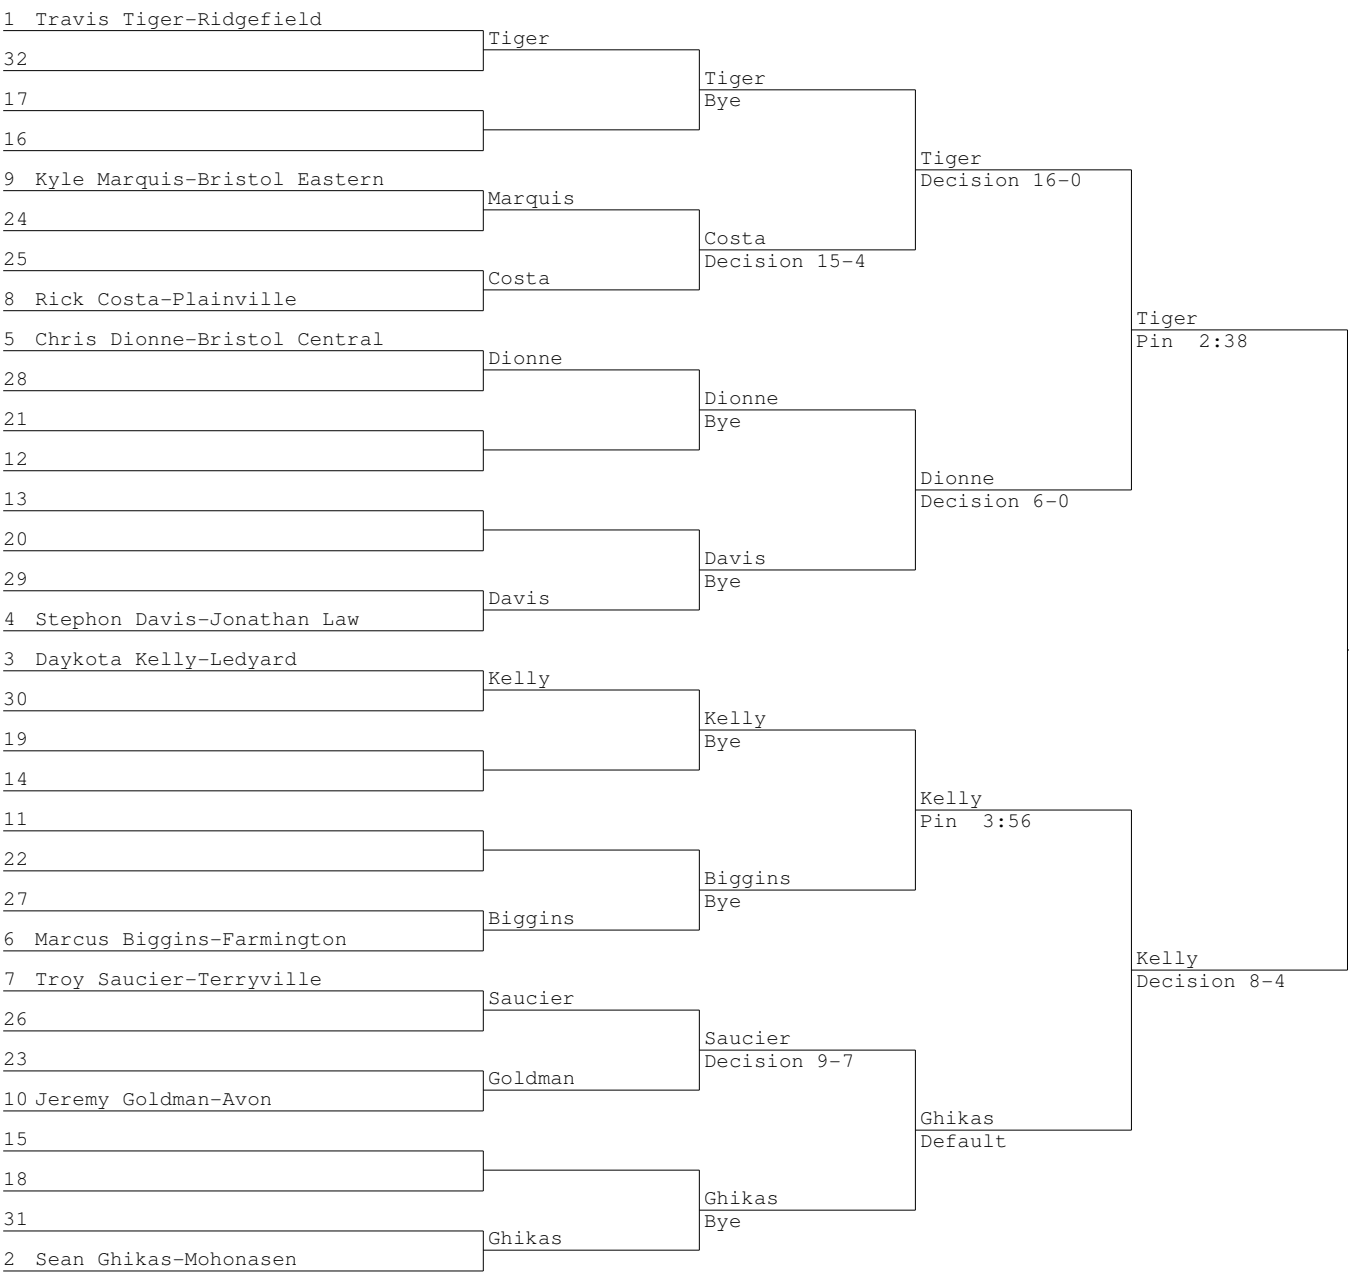 1 Travis Tiger-Ridgefield
Tiger
32
Tiger
Bye
17
16
Tiger
Decision 16-0
9 Kyle Marquis-Bristol Eastern
Marquis
24
Costa
Decision 15-4
25
Costa
8 Rick Costa-Plainville
Tiger
Pin 2:38
5 Chris Dionne-Bristol Central
Dionne
28
Dionne
Bye
21
12
Dionne
Decision 6-0
13
20
Davis
Bye
29
Davis
4 Stephon Davis-Jonathan Law
3 Daykota Kelly-Ledyard
Kelly
30
Kelly
Bye
19
14
Kelly
Pin 3:56
11
22
Biggins
Bye
27
Biggins
6 Marcus Biggins-Farmington
Kelly
Decision 8-4
7 Troy Saucier-Terryville
Saucier
26
Saucier
Decision 9-7
23
Goldman
10 Jeremy Goldman-Avon
Ghikas
Default
15
18
Ghikas
Bye
31
Ghikas
2 Sean Ghikas-Mohonasen